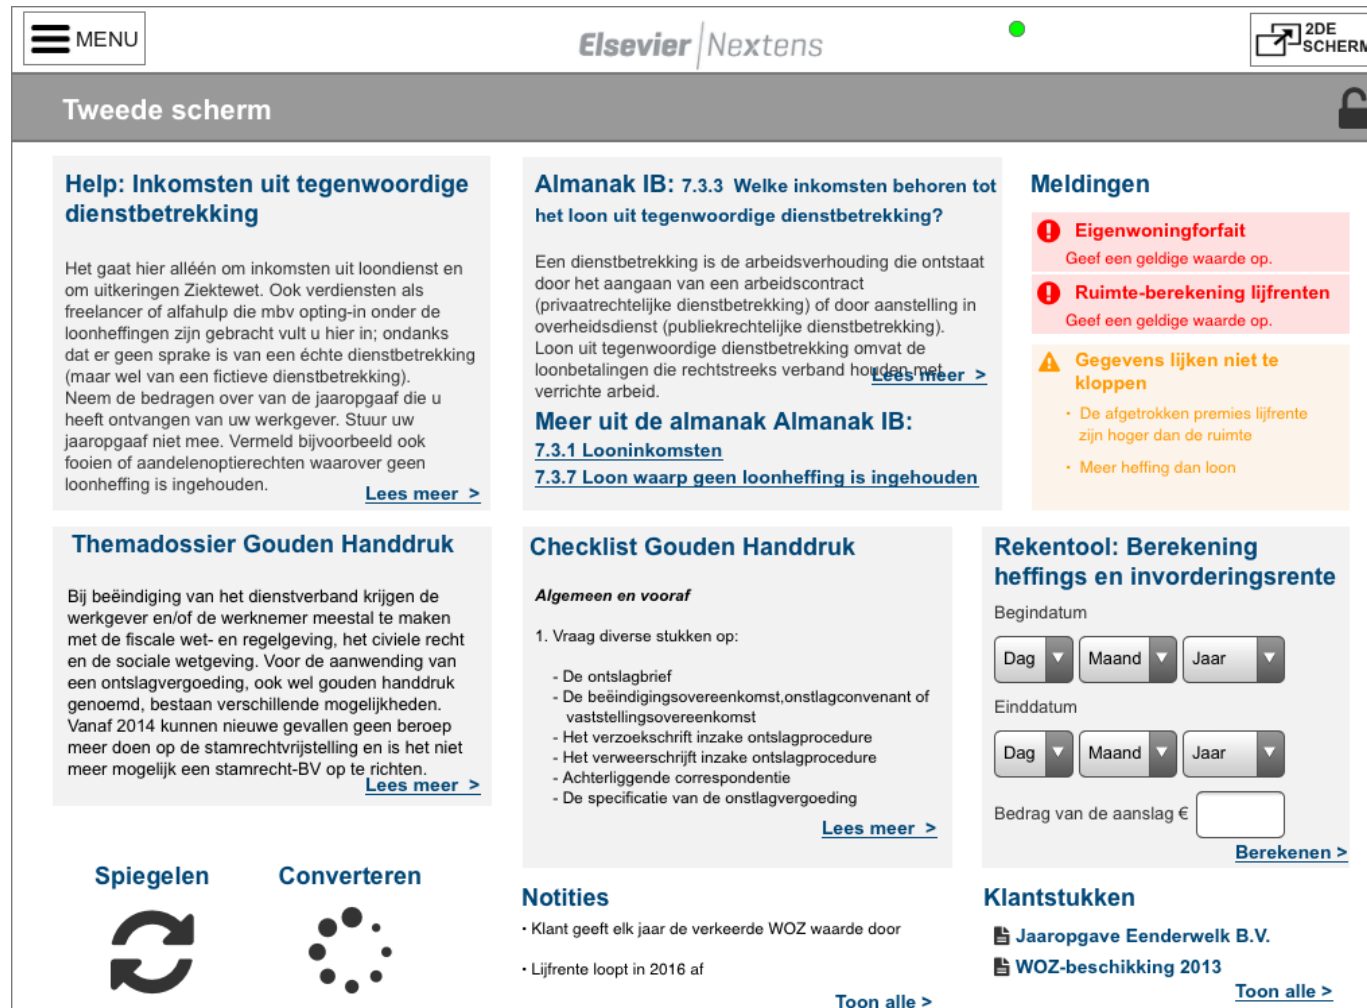 MENU
Elsevier Nextens
2DE
SCHERM
Tweede scherm
Help: Inkomsten uit tegenwoordige
dienstbetrekking
Het gaat hier alléén om inkomsten uit loondienst en
om uitkeringen Ziektewet. Ook verdiensten als
freelancer of alfahulp die mbv opting-in onder de
loonheffingen zijn gebracht vult u hier in; ondanks
dat er geen sprake is van een échte dienstbetrekking
(maar wel van een fictieve dienstbetrekking).
Neem de bedragen over van de jaaropgaaf die u
heeft ontvangen van uw werkgever. Stuur uw
jaaropgaaf niet mee. Vermeld bijvoorbeeld ook
fooien of aandelenoptierechten waarover geen
loonheffing is ingehouden.
Lees meer >
Almanak IB: 7.3.3 Welke inkomsten behoren tot
het loon uit tegenwoordige dienstbetrekking?
Een dienstbetrekking is de arbeidsverhouding die ontstaat
door het aangaan van een arbeidscontract
(privaatrechtelijke dienstbetrekking) of door aanstelling in
overheidsdienst (publiekrechtelijke dienstbetrekking).
Loon uit tegenwoordige dienstbetrekking omvat de
loonbetalingen die rechtstreeks verband houden met
verrichte arbeid.
Lees meer >
Meer uit de almanak Almanak IB:
7.3.1 Looninkomsten
7.3.7 Loon waarp geen loonheffing is ingehouden
Meldingen
Eigenwoningforfait
Geef een geldige waarde op.
Ruimte-berekening lijfrenten
Geef een geldige waarde op.
Gegevens lijken niet te
kloppen
• De afgetrokken premies lijfrente
zijn hoger dan de ruimte
• Meer heffing dan loon
Themadossier Gouden Handdruk
Bij beëindiging van het dienstverband krijgen de
werkgever en/of de werknemer meestal te maken
met de fiscale wet- en regelgeving, het civiele recht
en de sociale wetgeving. Voor de aanwending van
een ontslagvergoeding, ook wel gouden handdruk
genoemd, bestaan verschillende mogelijkheden.
Vanaf 2014 kunnen nieuwe gevallen geen beroep
meer doen op de stamrechtvrijstelling en is het niet
meer mogelijk een stamrecht-BV op te richten.
Lees meer >
Checklist Gouden Handdruk
Algemeen en vooraf
1. Vraag diverse stukken op:
- De ontslagbrief
- De beëindigingsovereenkomst,onstlagconvenant of
vaststellingsovereenkomst
- Het verzoekschrift inzake ontslagprocedure
- Het verweerschrijft inzake ontslagprocedure
- Achterliggende correspondentie
- De specificatie van de onstlagvergoeding
Lees meer >
Rekentool: Berekening
heffings en invorderingsrente
Begindatum
Dag Maand Jaar
Einddatum
Dag Maand Jaar
Bedrag van de aanslag €
Berekenen >
Spiegelen
Converteren
Notities
• Klant geeft elk jaar de verkeerde WOZ waarde door
• Lijfrente loopt in 2016 af
Toon alle >
Klantstukken
Jaaropgave Eenderwelk B.V.
WOZ-beschikking 2013
Toon alle >